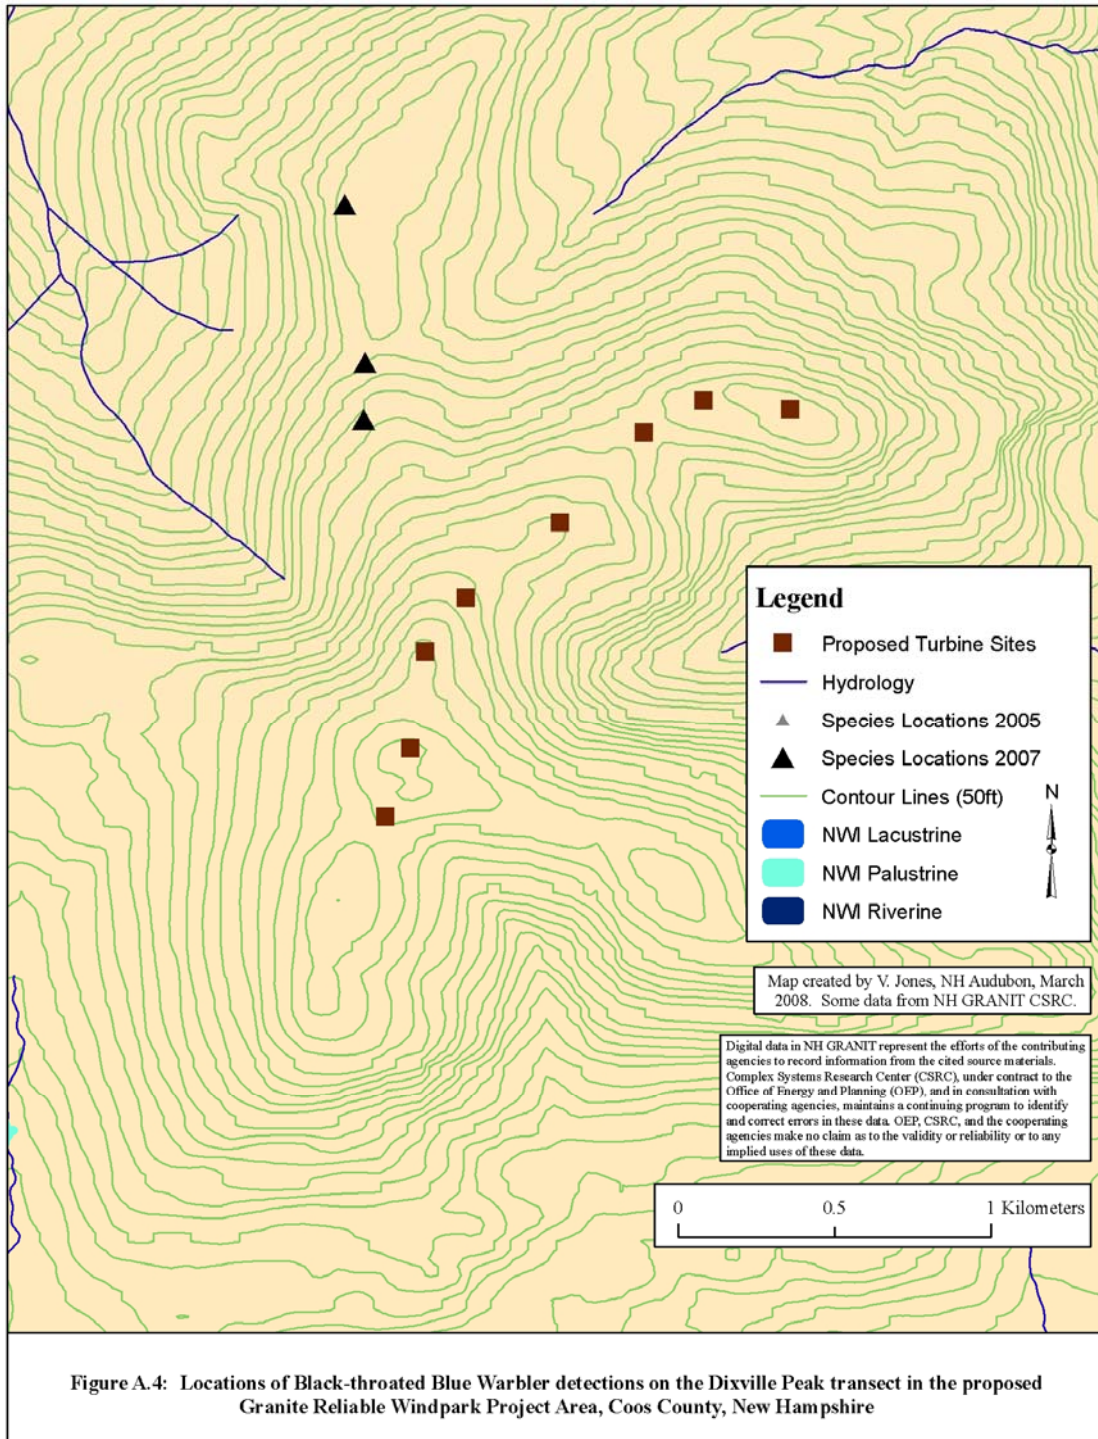 Legend
Proposed Turbine Sites
Hydrology
Species Locations 2005
Species Locations 2007
Contour Lines (50ft)
N
NWI Lacustrine
NWI Palustrine
NWI Riverine
Map created by V. Jones, NH Audubon, March
2008. Some data from NH GRANIT CSRC.
Digital data in NH GRANIT represent the efforts of the contributing
agencies to record information from the cited source materials.
Complex Systems Research Center (CSRC), under contract to the
Office of Energy and Planning (OEP), and in consultation with
cooperating agencies, maintains a continuing program to identify
and correct errors in these data. OEP, CSRC, and the cooperating
agencies make no claim as to the validity or reliability or to any
implied uses of these data.
0 0.5 1 Kilometers
Figure A.4: Locations of Black-throated Blue Warbler detections on the Dixville Peak transect in the proposed
Granite Reliable Windpark Project Area, Coos County, New Hampshire